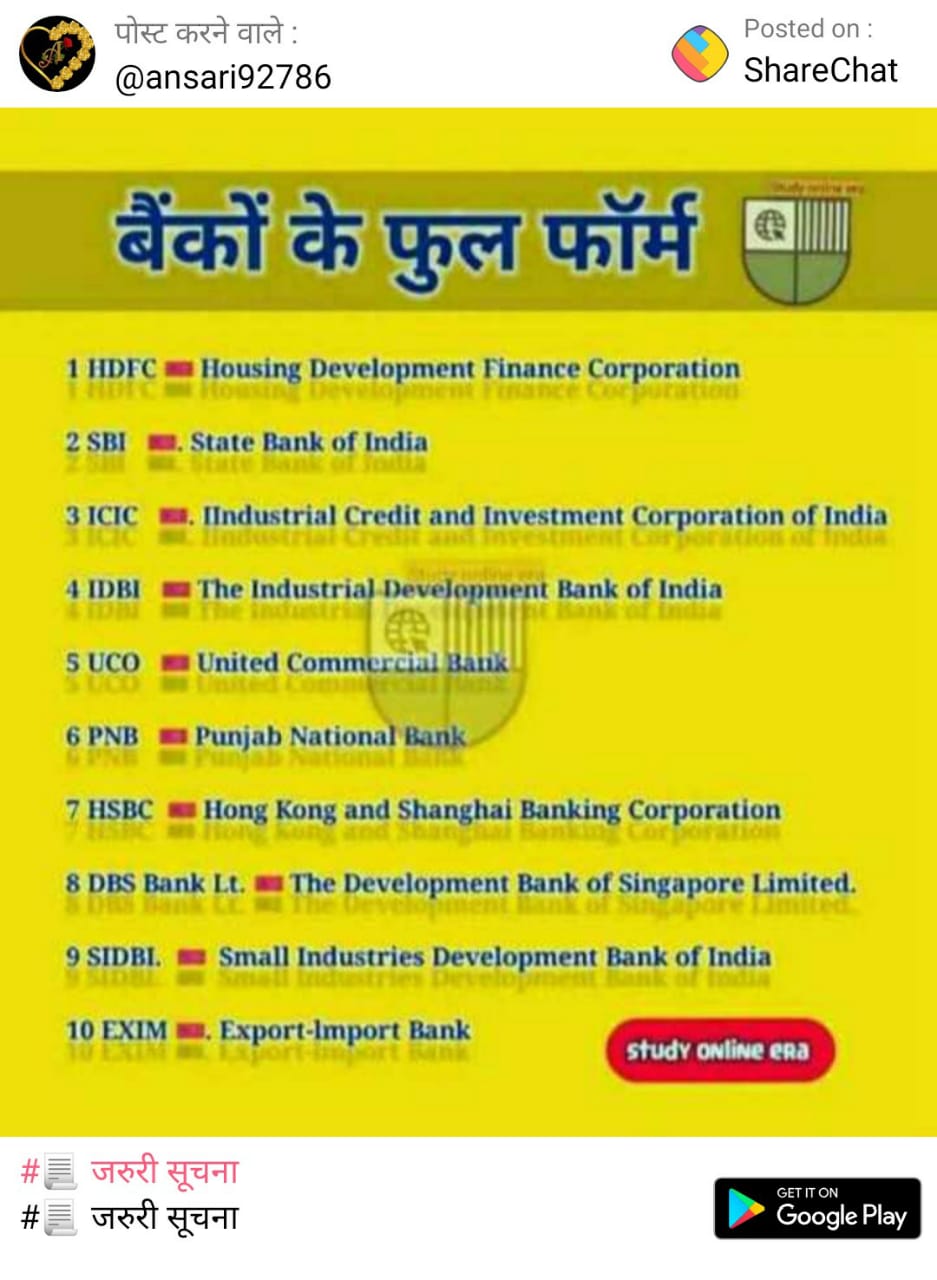 पोस्ट करने वाले :
@ansari92786
Posted on :
ShareChat
Study online era
बैंकों के फुल फॉर्म
1 HDFC Housing Development Finance Corporation
2 SBI . State Bank of India
3 ICIC . IIndustrial Credit and Investment Corporation of India
Study online era
4 IDBI The Industrial Development Bank of India
5 UCO United Commercial Bank
6 PNB Punjab National Bank
7 HSBC Hong Kong and Shanghai Banking Corporation
8 DBS Bank Lt. The Development Bank of Singapore Limited.
9 SIDBI. Small Industries Development Bank of India
10 EXIM . Export-Import Bank
study online era
#📃 जरुरी सूचना
#📃 जरुरी सूचना
GET IT ON
Google Play